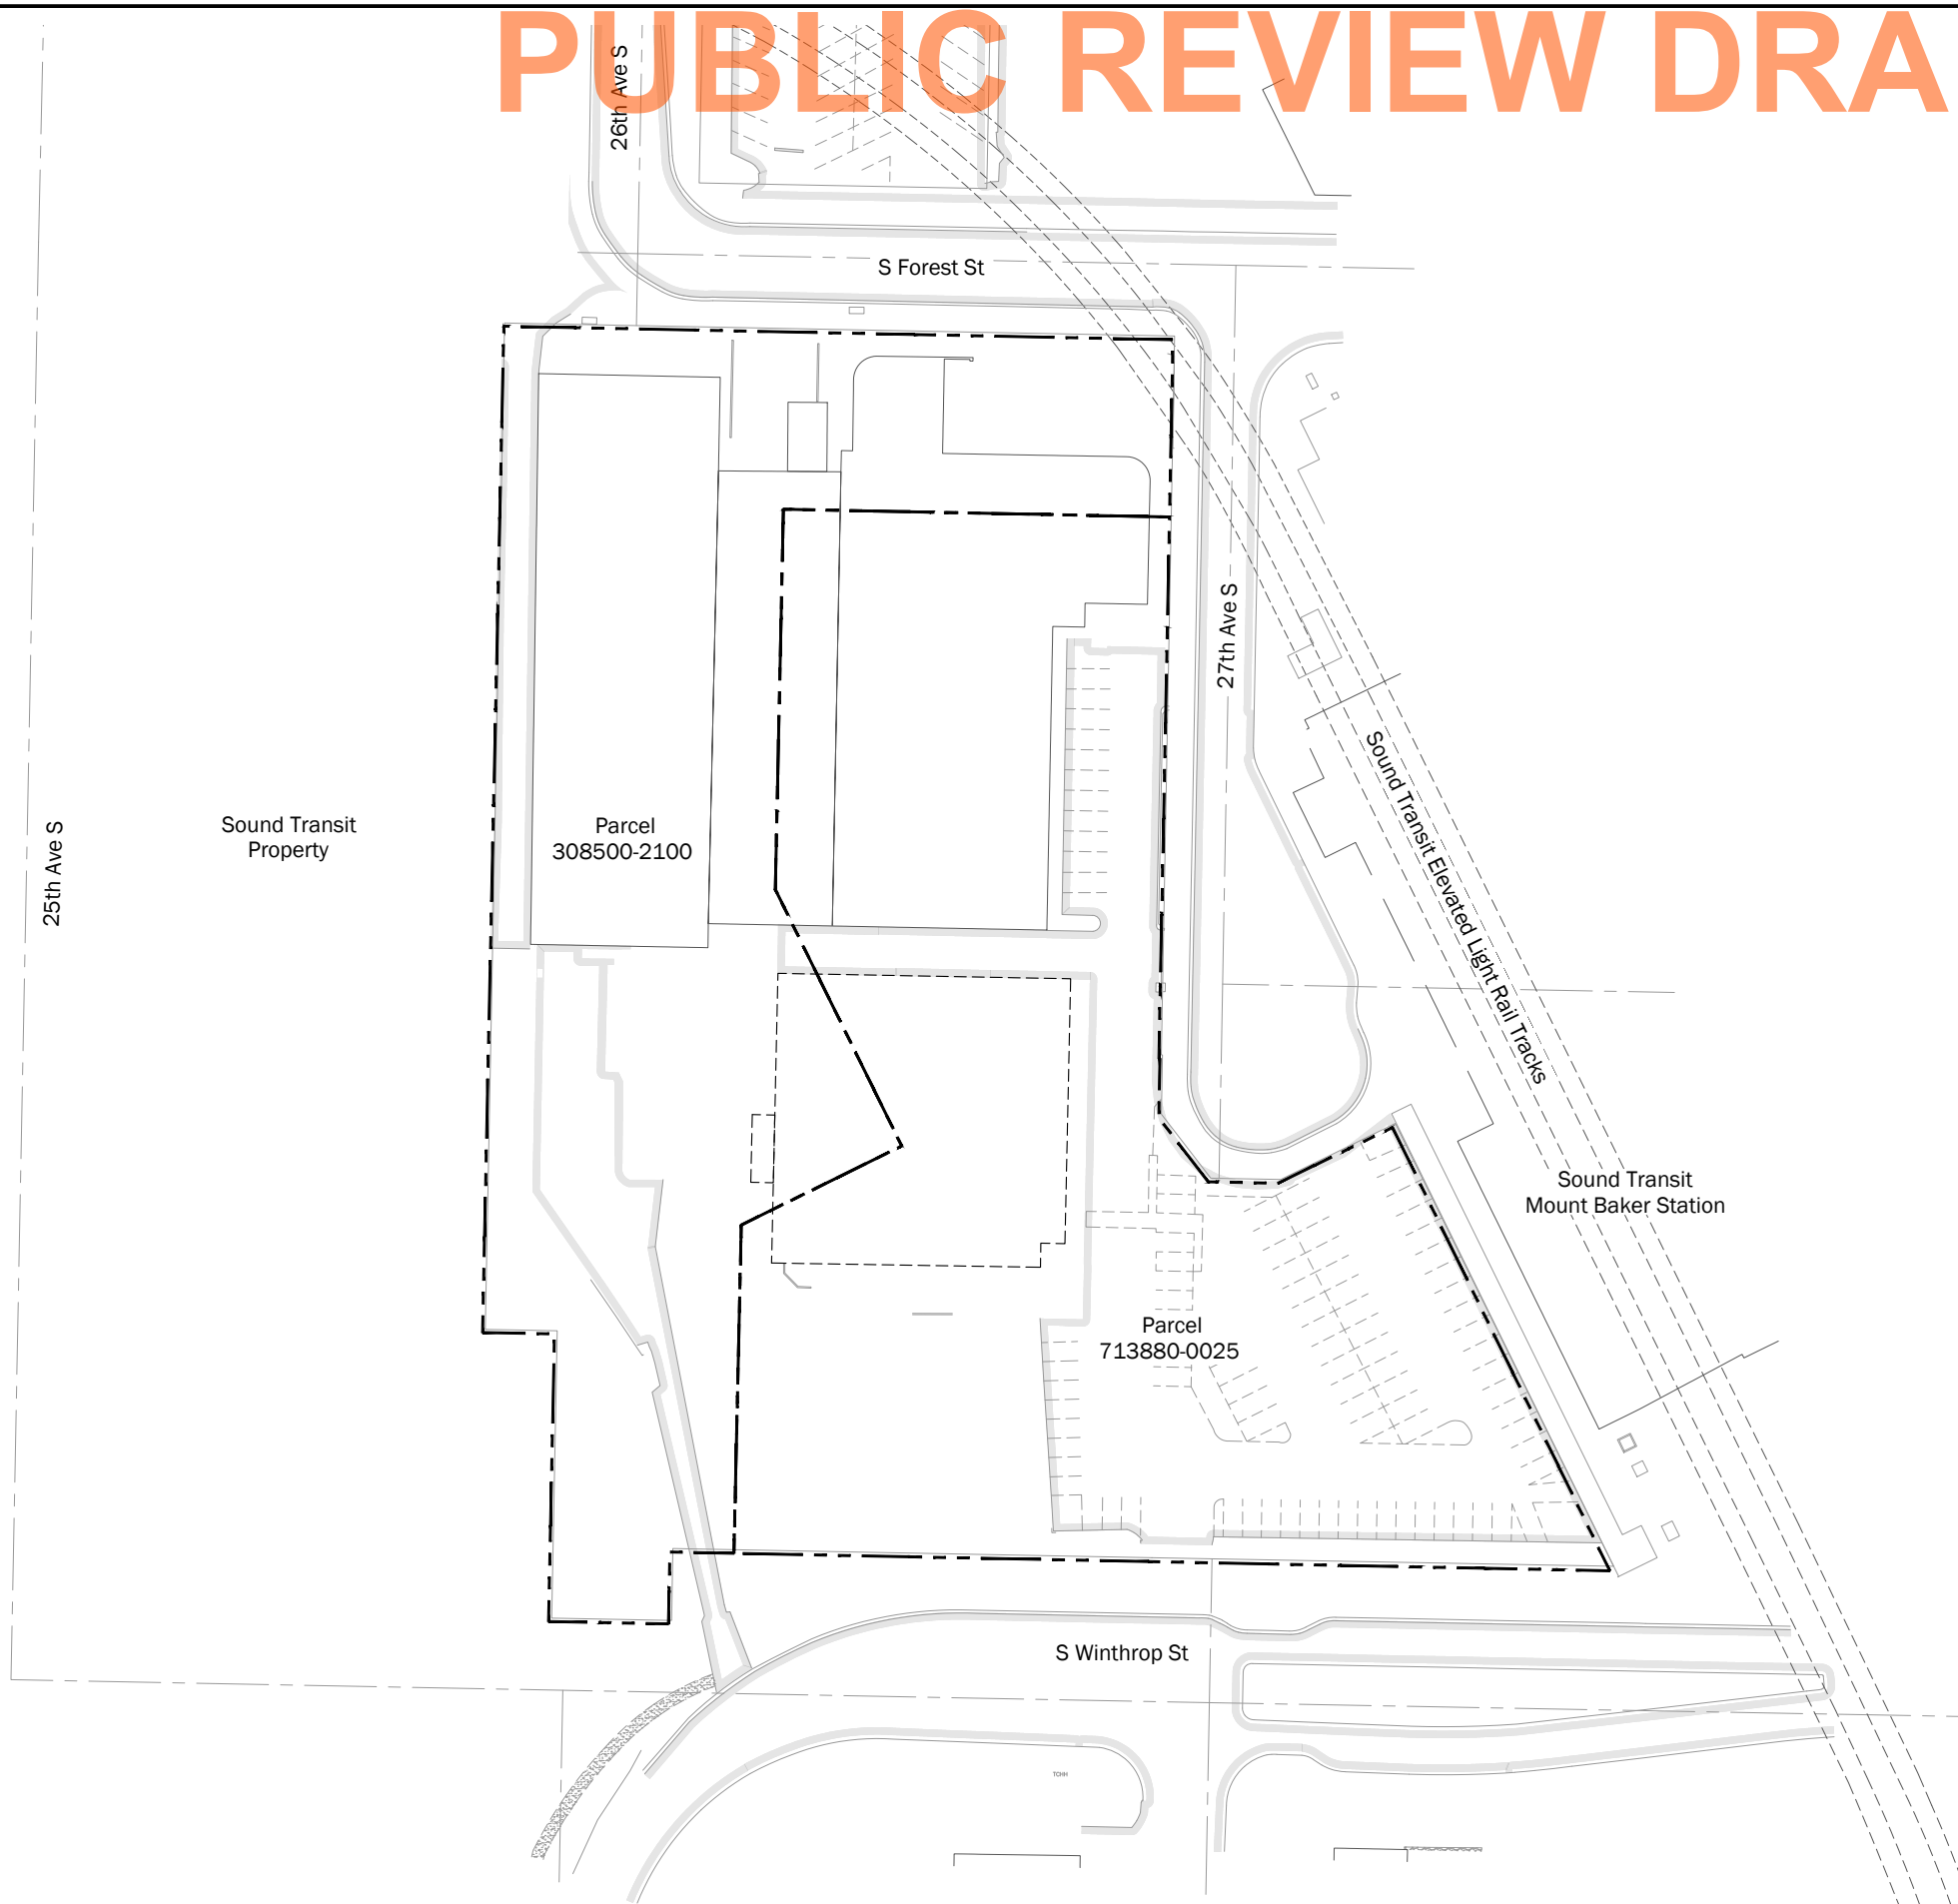 PUBLIC REVIEW DRA
26th Ave S
S Forest St
27th Ave S
Sound Transit
Property
Parcel
308500-2100
25th Ave S
Sound Transit Elevated Light Rail Tracks
Sound Transit
Mount Baker Station
Parcel
713880-0025
S Winthrop St
TCHH